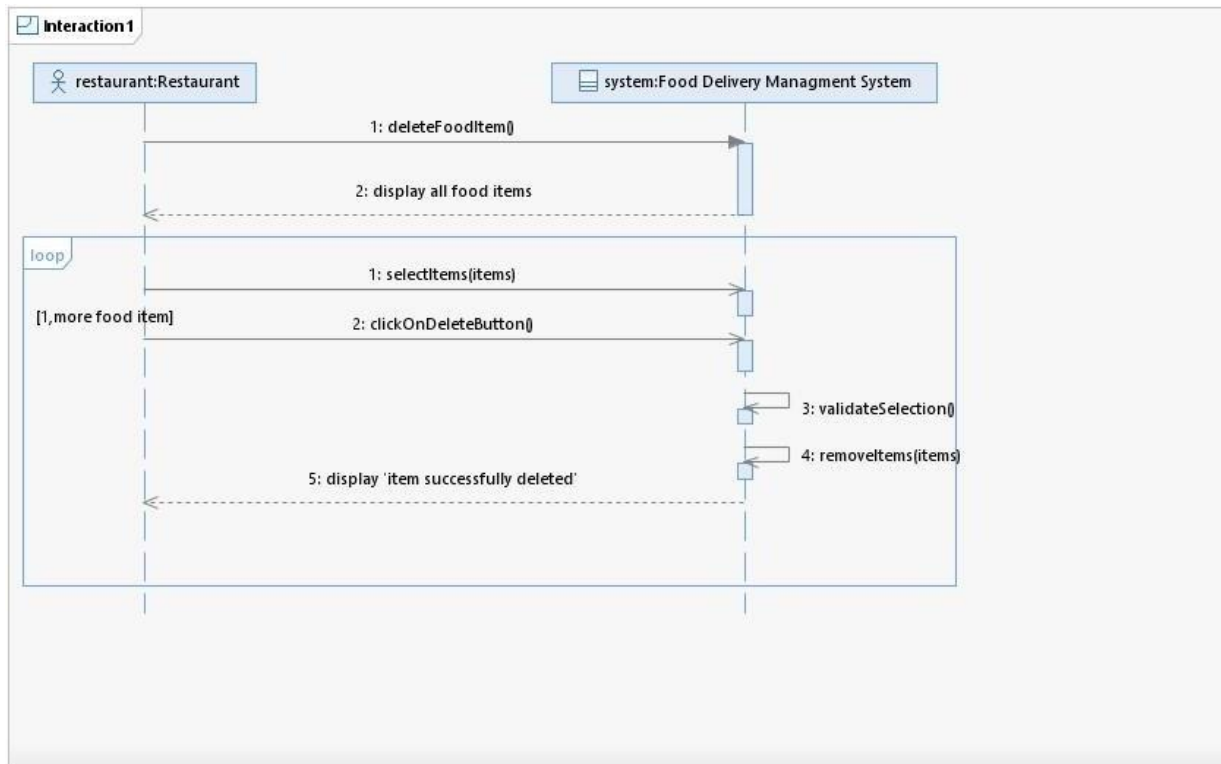 Interaction1
restaurant:Restaurant
system:Food Delivery Managment System
1: deleteFoodItem()
2: display all food items
loop
1: selectItems(items)
[1,more food item]
2: clickOnDeleteButton()
3: validateSelection()
4: removeItems(items)
5: display 'item successfully deleted'